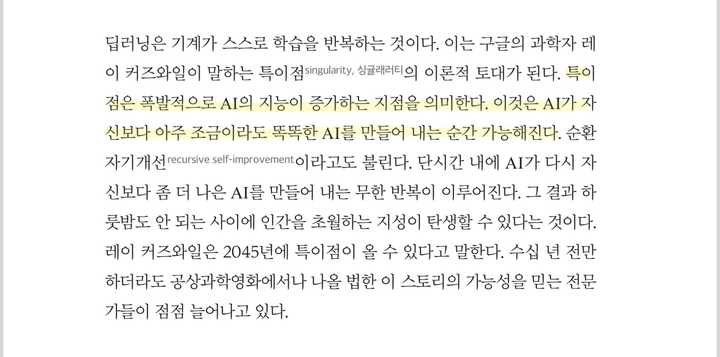 딥러닝은 기계가 스스로 학습을 반복하는 것이다. 이는 구글의 과학자 레
이 커즈와일이 말하는 특이점singularity, 싱귤래러티의 이론적 토대가 된다. 특이
점은 폭발적으로 AI의 지능이 증가하는 지점을 의미한다. 이것은 AI가 자
신보다 아주 조금이라도 똑똑한 AI를 만들어 내는 순간 가능해진다. 순환
자기개선recursive self-improvement이라고도 불린다. 단시간 내에 AI가 다시 자
신보다 좀 더 나은 AI를 만들어 내는 무한 반복이 이루어진다. 그 결과 하
룻밤도 안 되는 사이에 인간을 초월하는 지성이 탄생할 수 있다는 것이다.
레이 커즈와일은 2045년에 특이점이 올 수 있다고 말한다. 수십 년 전만
하더라도 공상과학영화에서나 나올 법한 이 스토리의 가능성을 믿는 전문
가들이 점점 늘어나고 있다.